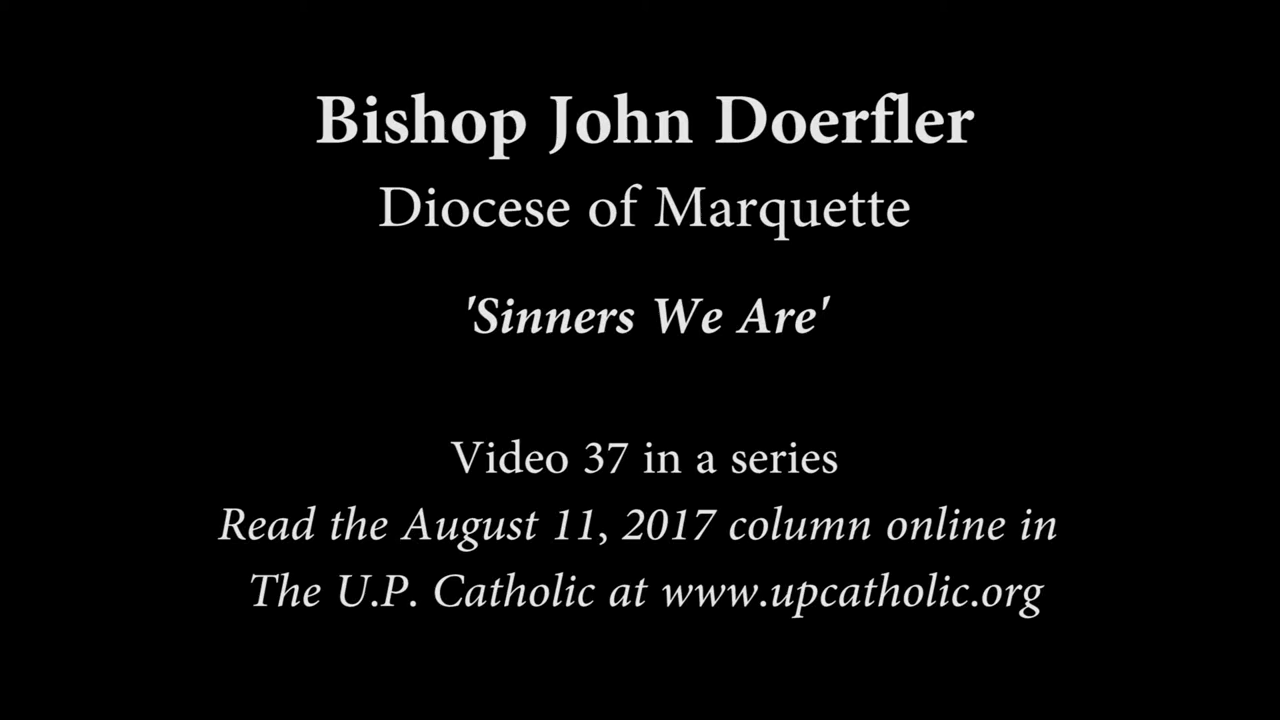 Bishop John Doerfler
Diocese of Marquette
'Sinners We Are'
Video 37 in a series
Read the August 11, 2017 column online in
The U.P. Catholic at www.upcatholic.org